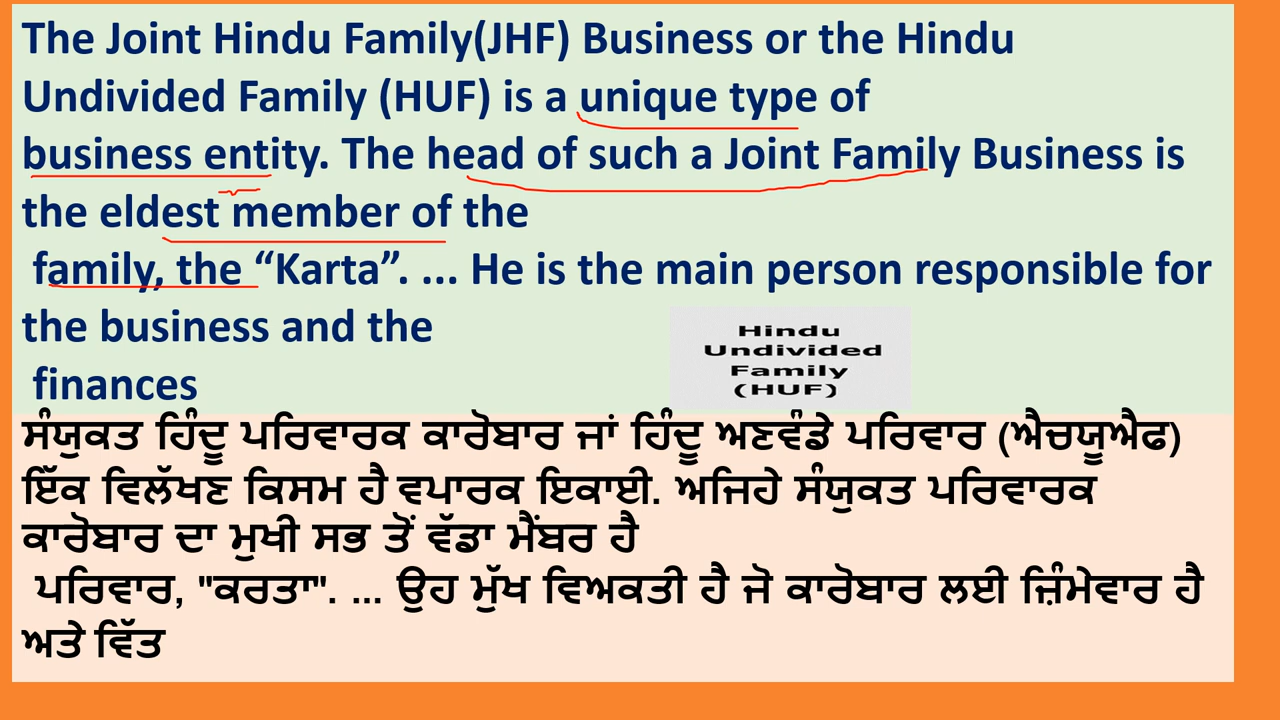 The Joint Hindu Family(JHF) Business or the Hindu
Undivided Family (HUF) is a unique type of
business entity. The head of such a Joint Family Business is
the eldest member of the
family, the “Karta”. ... He is the main person responsible for
the business and the
finances
Hindu
Undivided
Family
(HUF)
ਸੰਯੁਕਤ ਹਿੰਦੂ ਪਰਿਵਾਰਕ ਕਾਰੋਬਾਰ ਜਾਂ ਹਿੰਦੂ ਅਣਵੰਡੇ ਪਰਿਵਾਰ (ਐਚਯੂਐਫ)
ਇੱਕ ਵਿਲੱਖਣ ਕਿਸਮ ਹੈ ਵਪਾਰਕ ਇਕਾਈ. ਅਜਿਹੇ ਸੰਯੁਕਤ ਪਰਿਵਾਰਕ
ਕਾਰੋਬਾਰ ਦਾ ਮੁਖੀ ਸਭ ਤੋਂ ਵੱਡਾ ਮੈਂਬਰ ਹੈ
ਪਰਿਵਾਰ, "ਕਰਤਾ". ... ਉਹ ਮੁੱਖ ਵਿਅਕਤੀ ਹੈ ਜੋ ਕਾਰੋਬਾਰ ਲਈ ਜ਼ਿੰਮੇਵਾਰ ਹੈ
ਅਤੇ ਵਿੱਤ